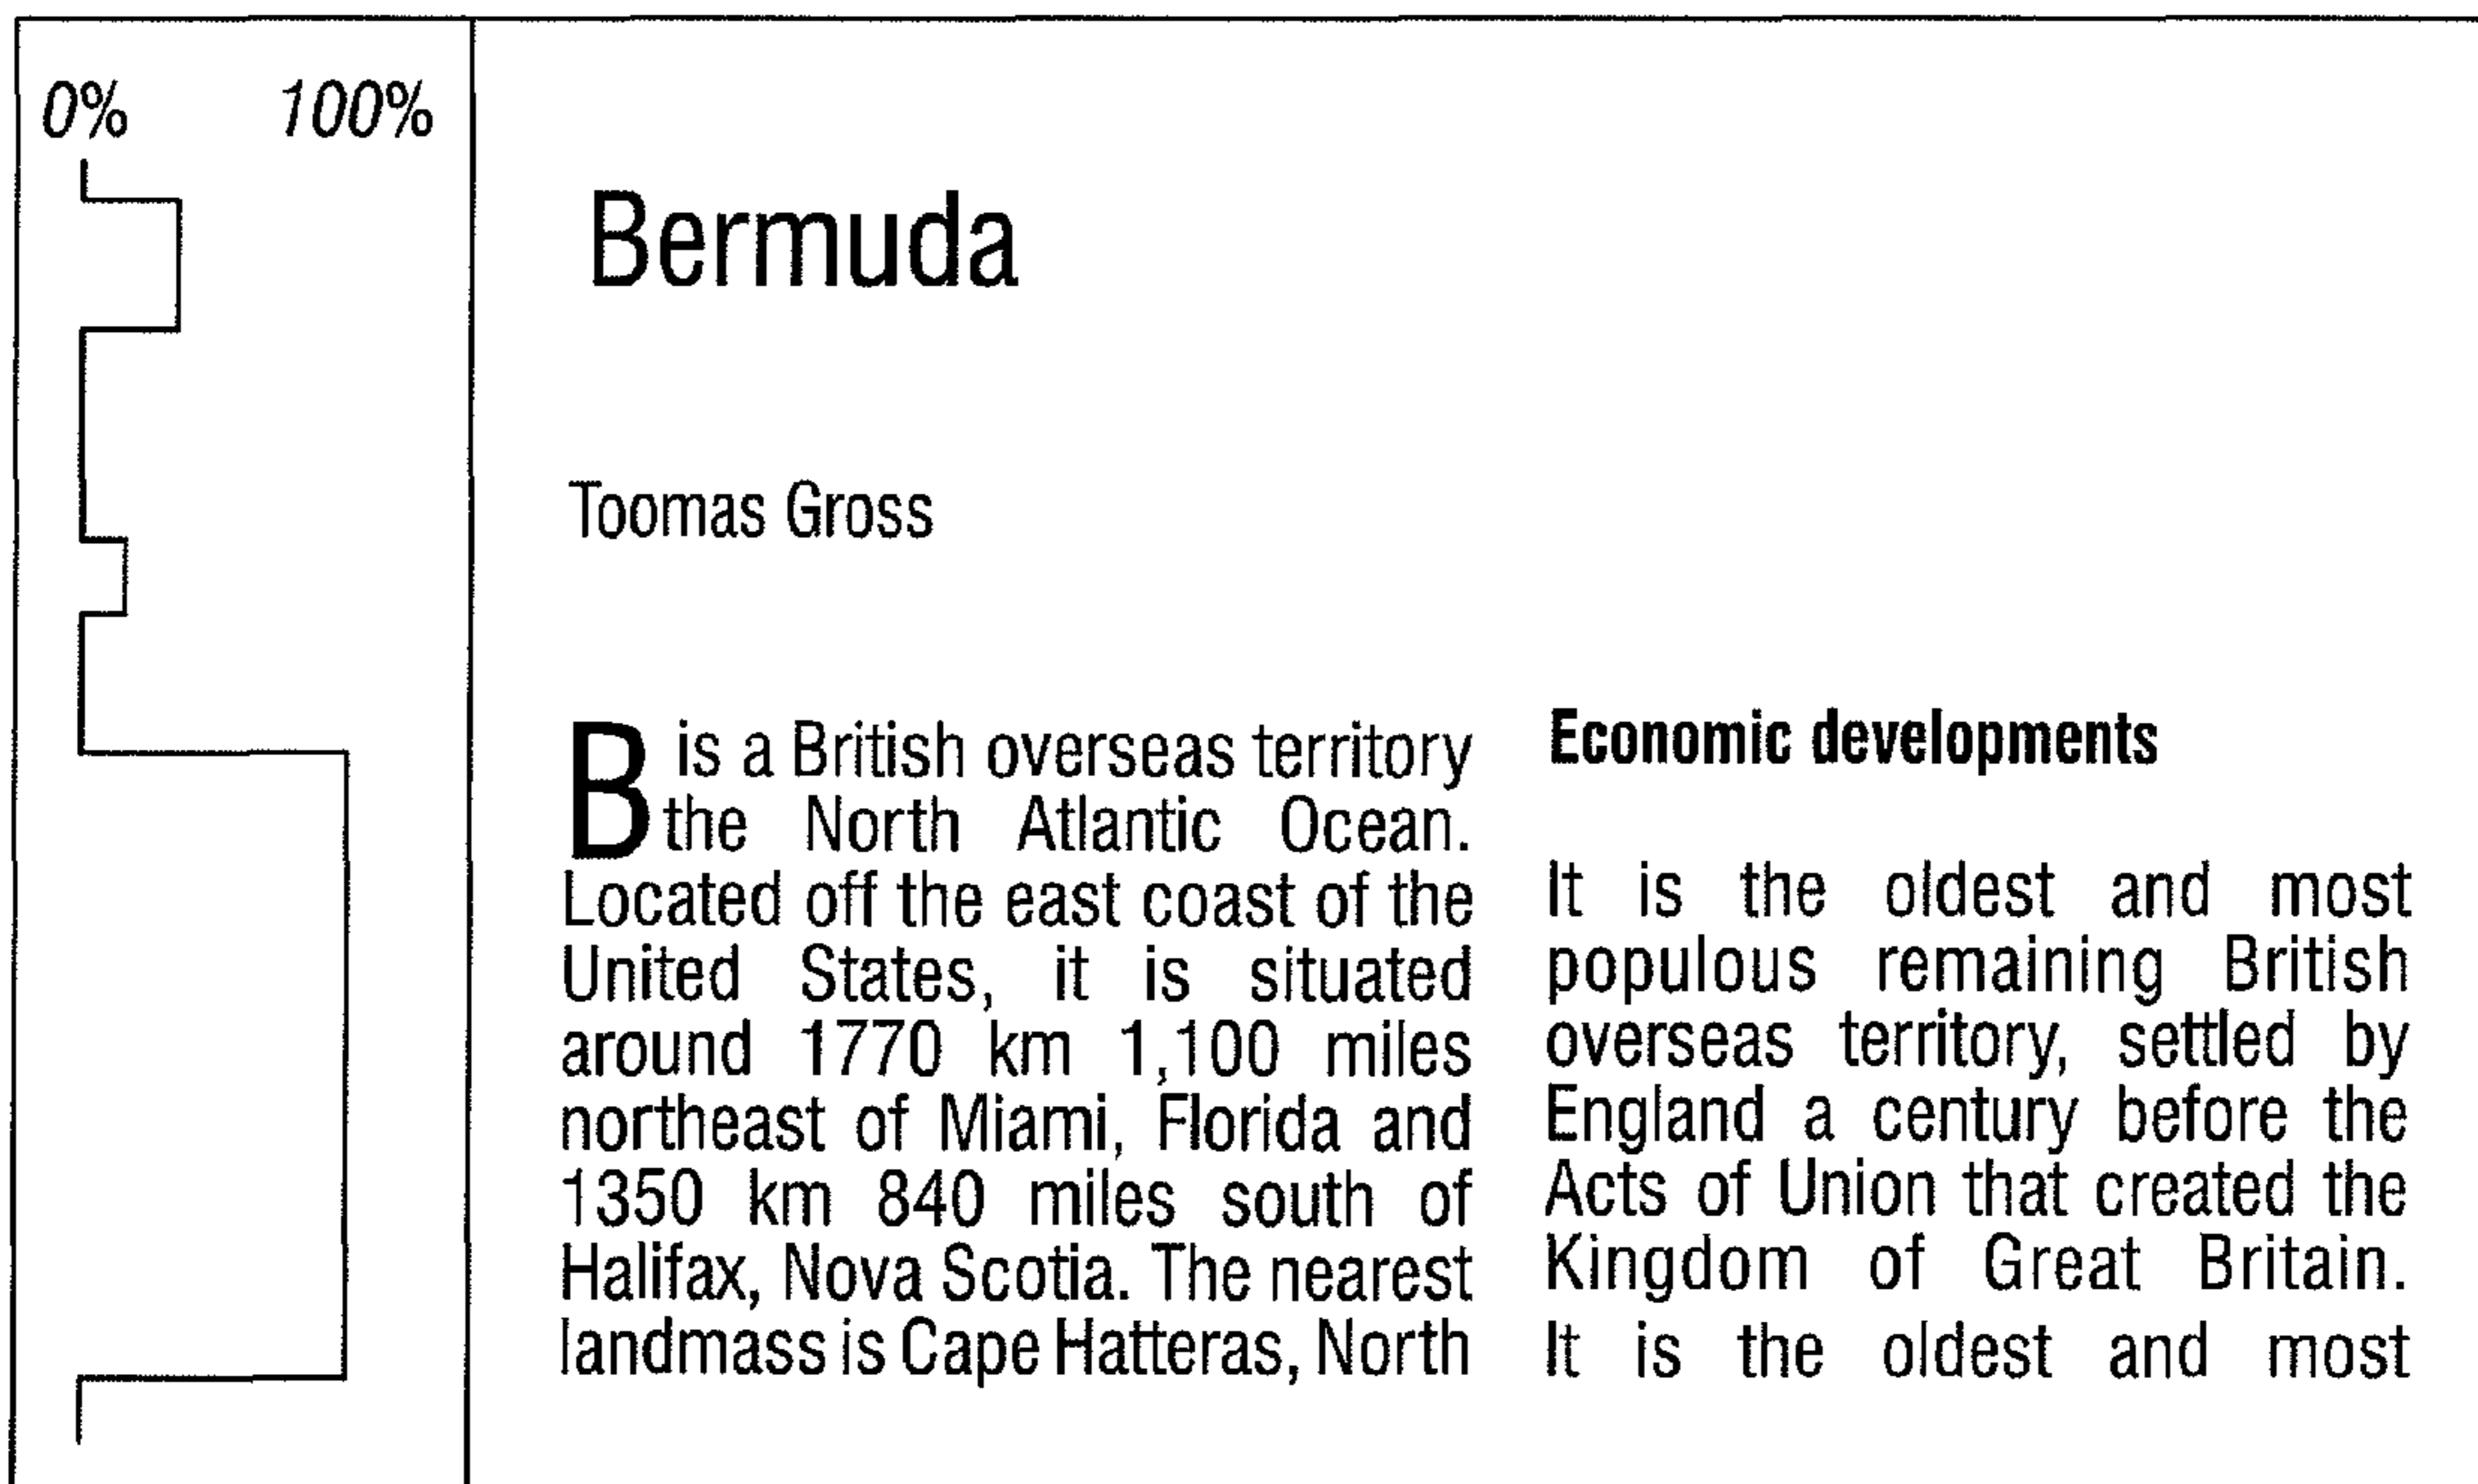 0% 100%
Bermuda
Toomas Gross
B is a British overseas territory
the North Atlantic Ocean.
Located off the east coast of the
United States, it is situated
around 1770 km 1,100 miles
northeast of Miami, Florida and
1350 km 840 miles south of
Halifax, Nova Scotia. The nearest
landmass is Cape Hatteras, North
Economic developments
It is the oldest and most
populous remaining British
overseas territory, settled by
England a century before the
Acts of Union that created the
Kingdom of Great Britain.
It is the oldest and most